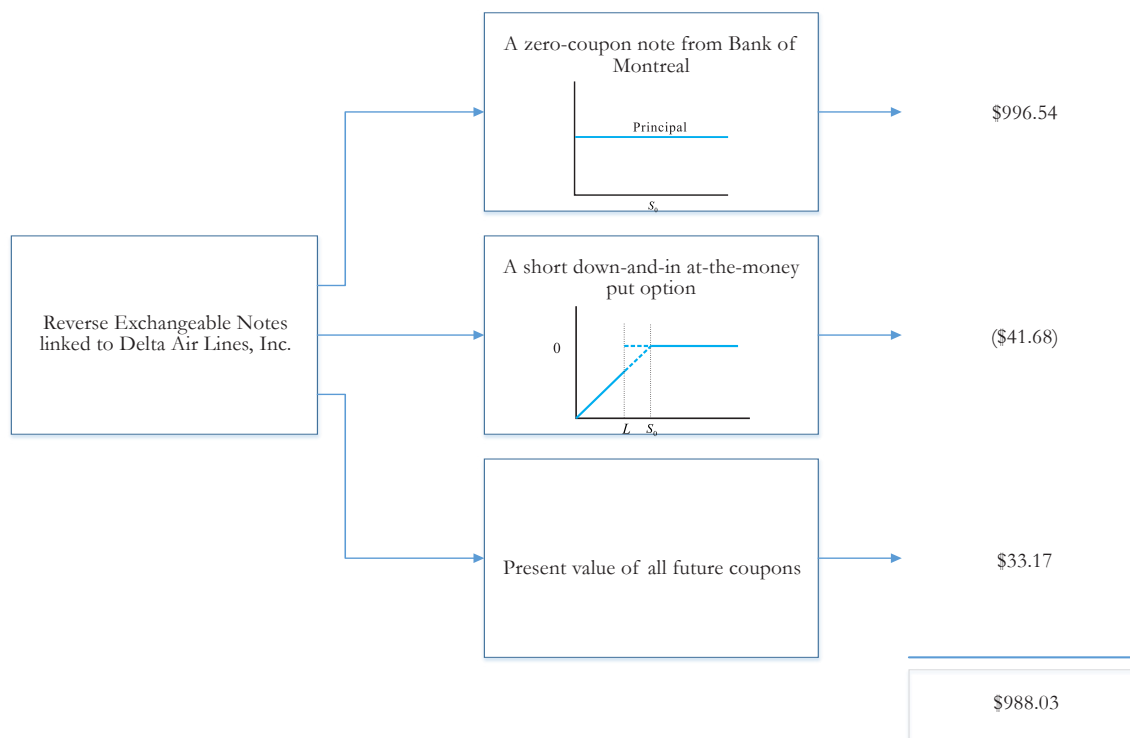 A zero-coupon note from Bank of
Montreal
Principal
S₀
$996.54
Reverse Exchangeable Notes
linked to Delta Air Lines, Inc.
A short down-and-in at-the-money
put option
0
L
S₀
($41.68)
Present value of all future coupons
$33.17
$988.03